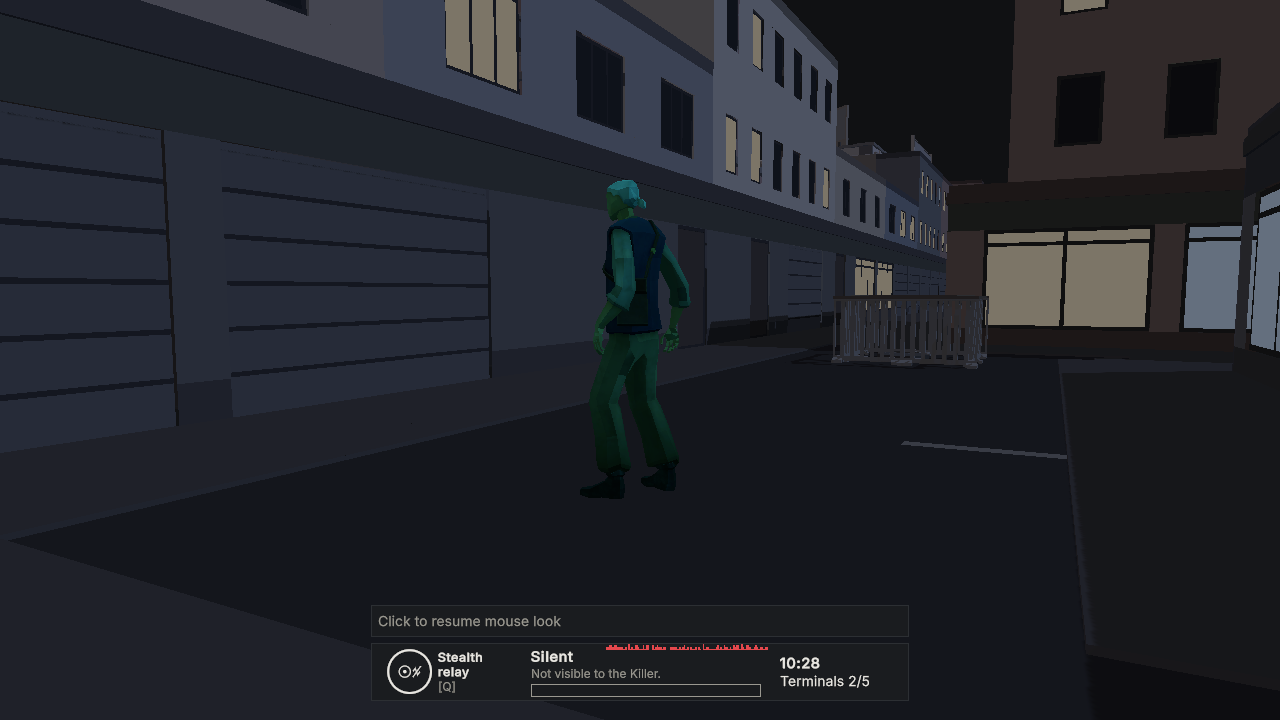 Click to resume mouse look
Stealth
relay
[Q]
Silent
Not visible to the Killer.
10:28
Terminals 2/5